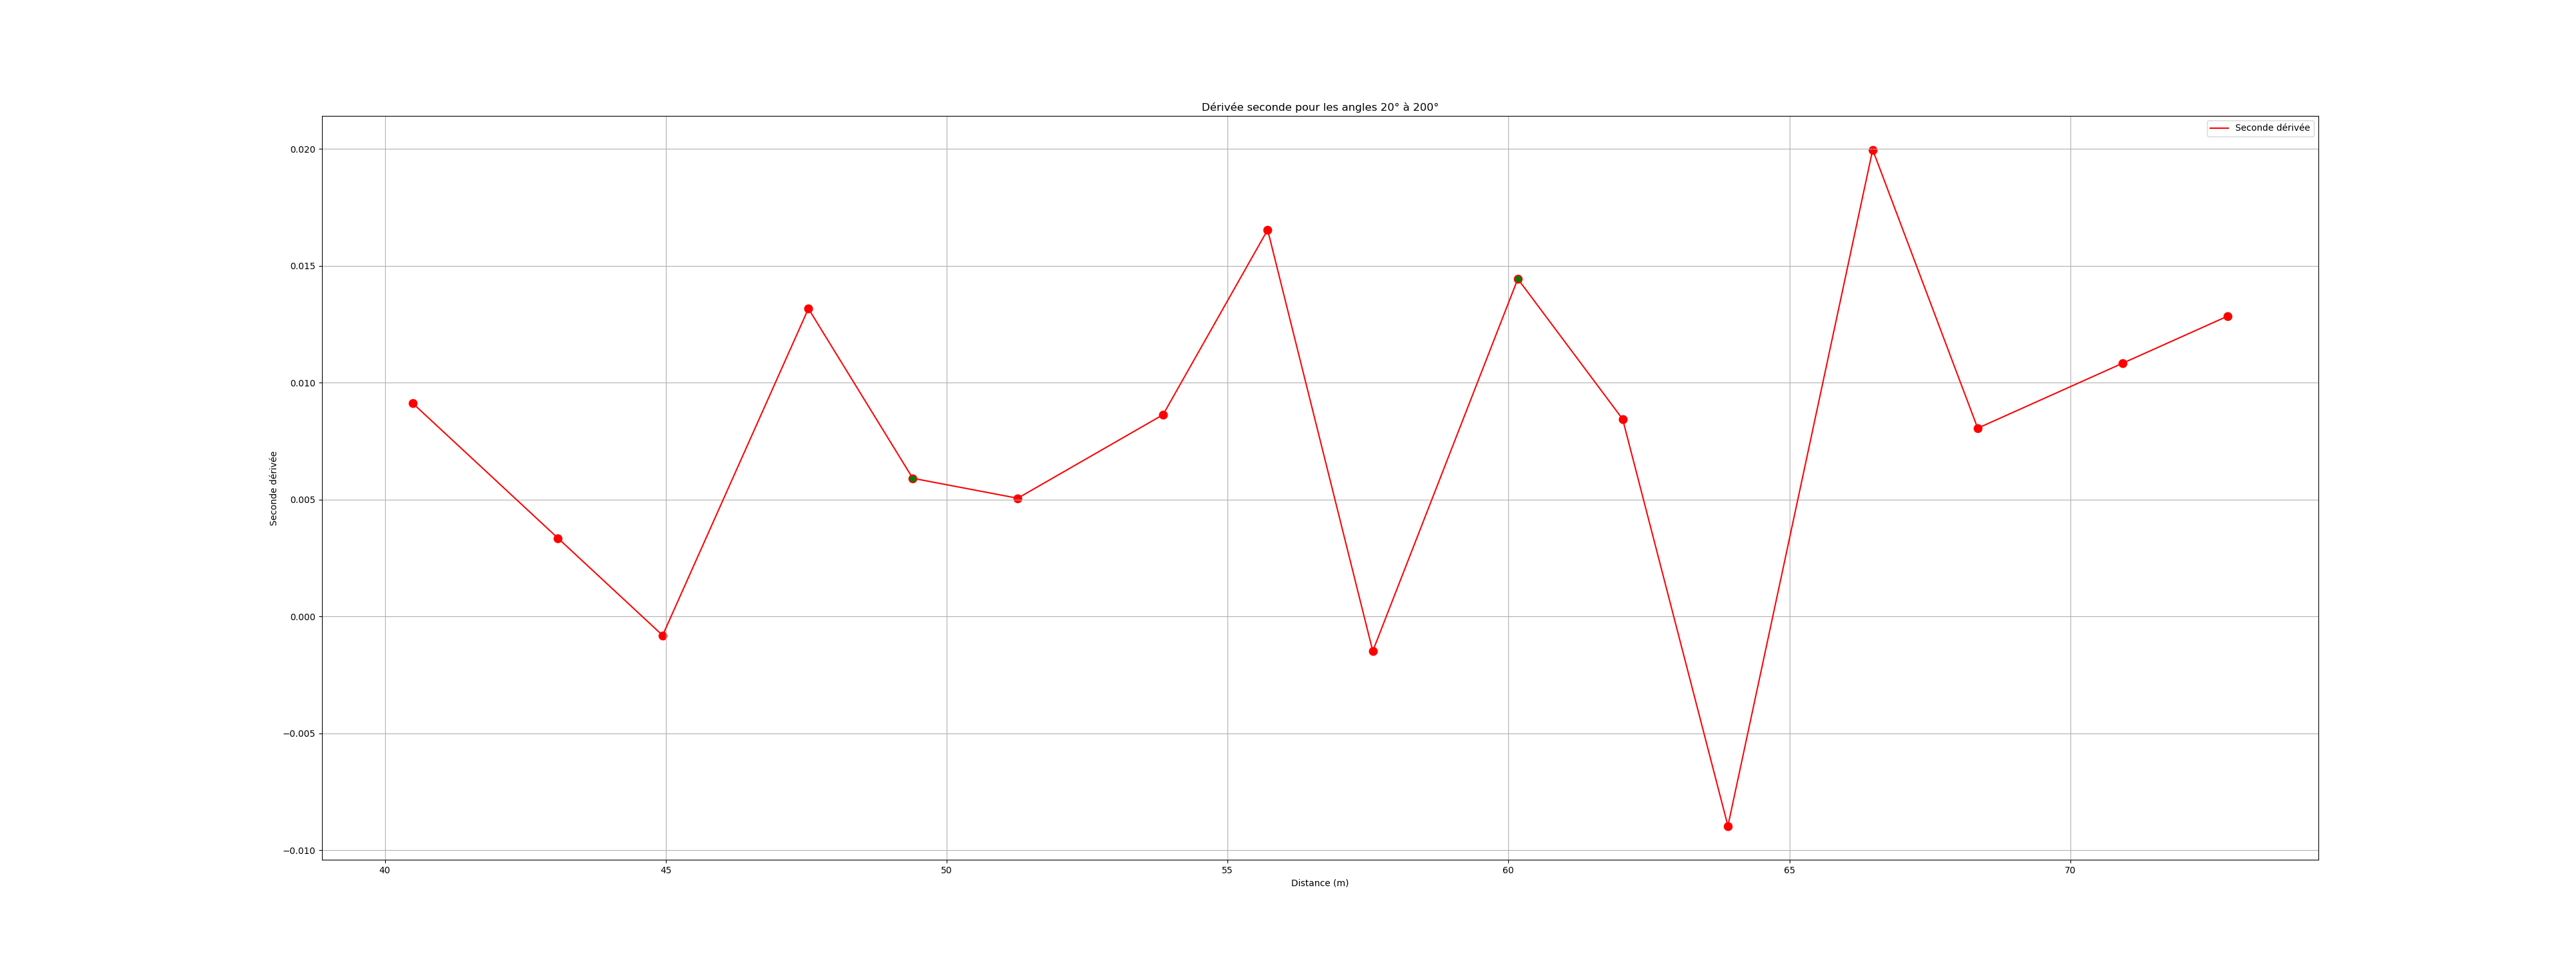 Dérivée seconde pour les angles 20° à 200°
Seconde dérivée
0.020
0.015
0.010
0.005
0.000
−0.005
−0.010
Seconde dérivée
40 45 50 55 60 65 70
Distance (m)